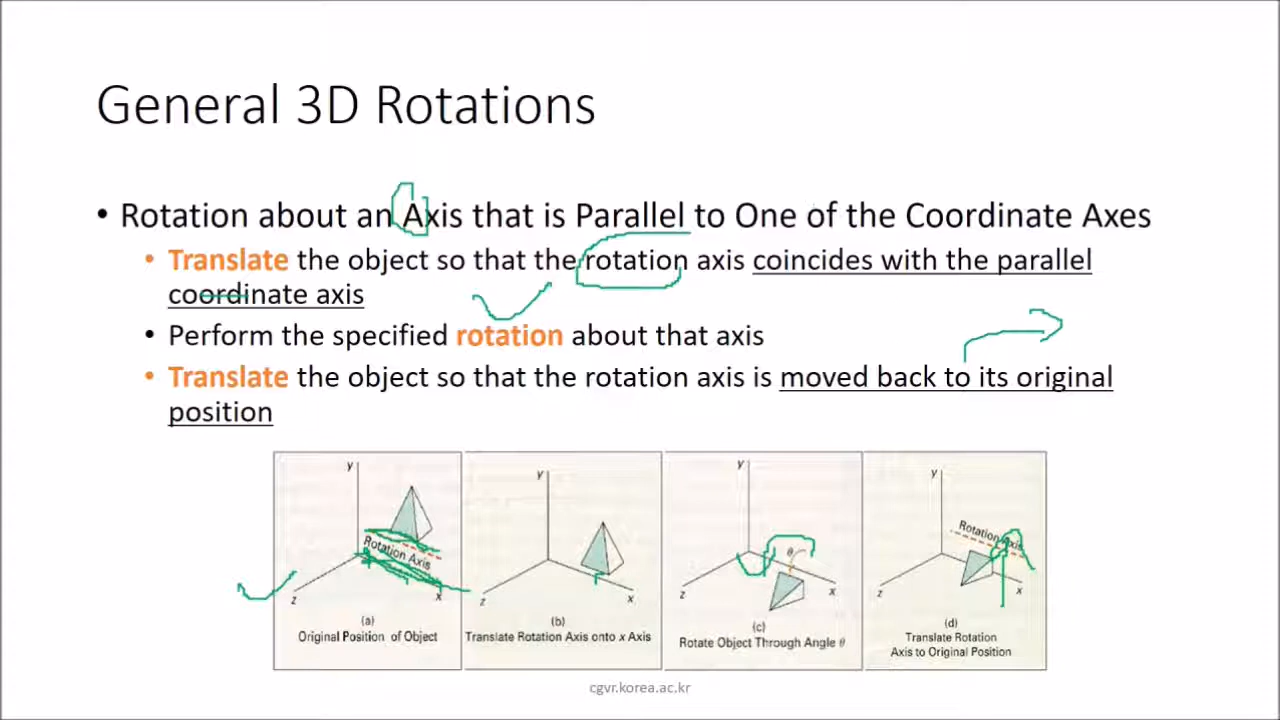 General 3D Rotations
• Rotation about an Axis that is Parallel to One of the Coordinate Axes
• Translate the object so that the rotation axis coincides with the parallel
coordinate axis
• Perform the specified rotation about that axis
• Translate the object so that the rotation axis is moved back to its original
position
y
Rotation Axis
z
x
(a)
Original Position of Object
y
z
x
(b)
Translate Rotation Axis onto x Axis
y
θ
z
x
(c)
Rotate Object Through Angle θ
y
Rotation Axis
z
x
(d)
Translate Rotation
Axis to Original Position
cgvr.korea.ac.kr